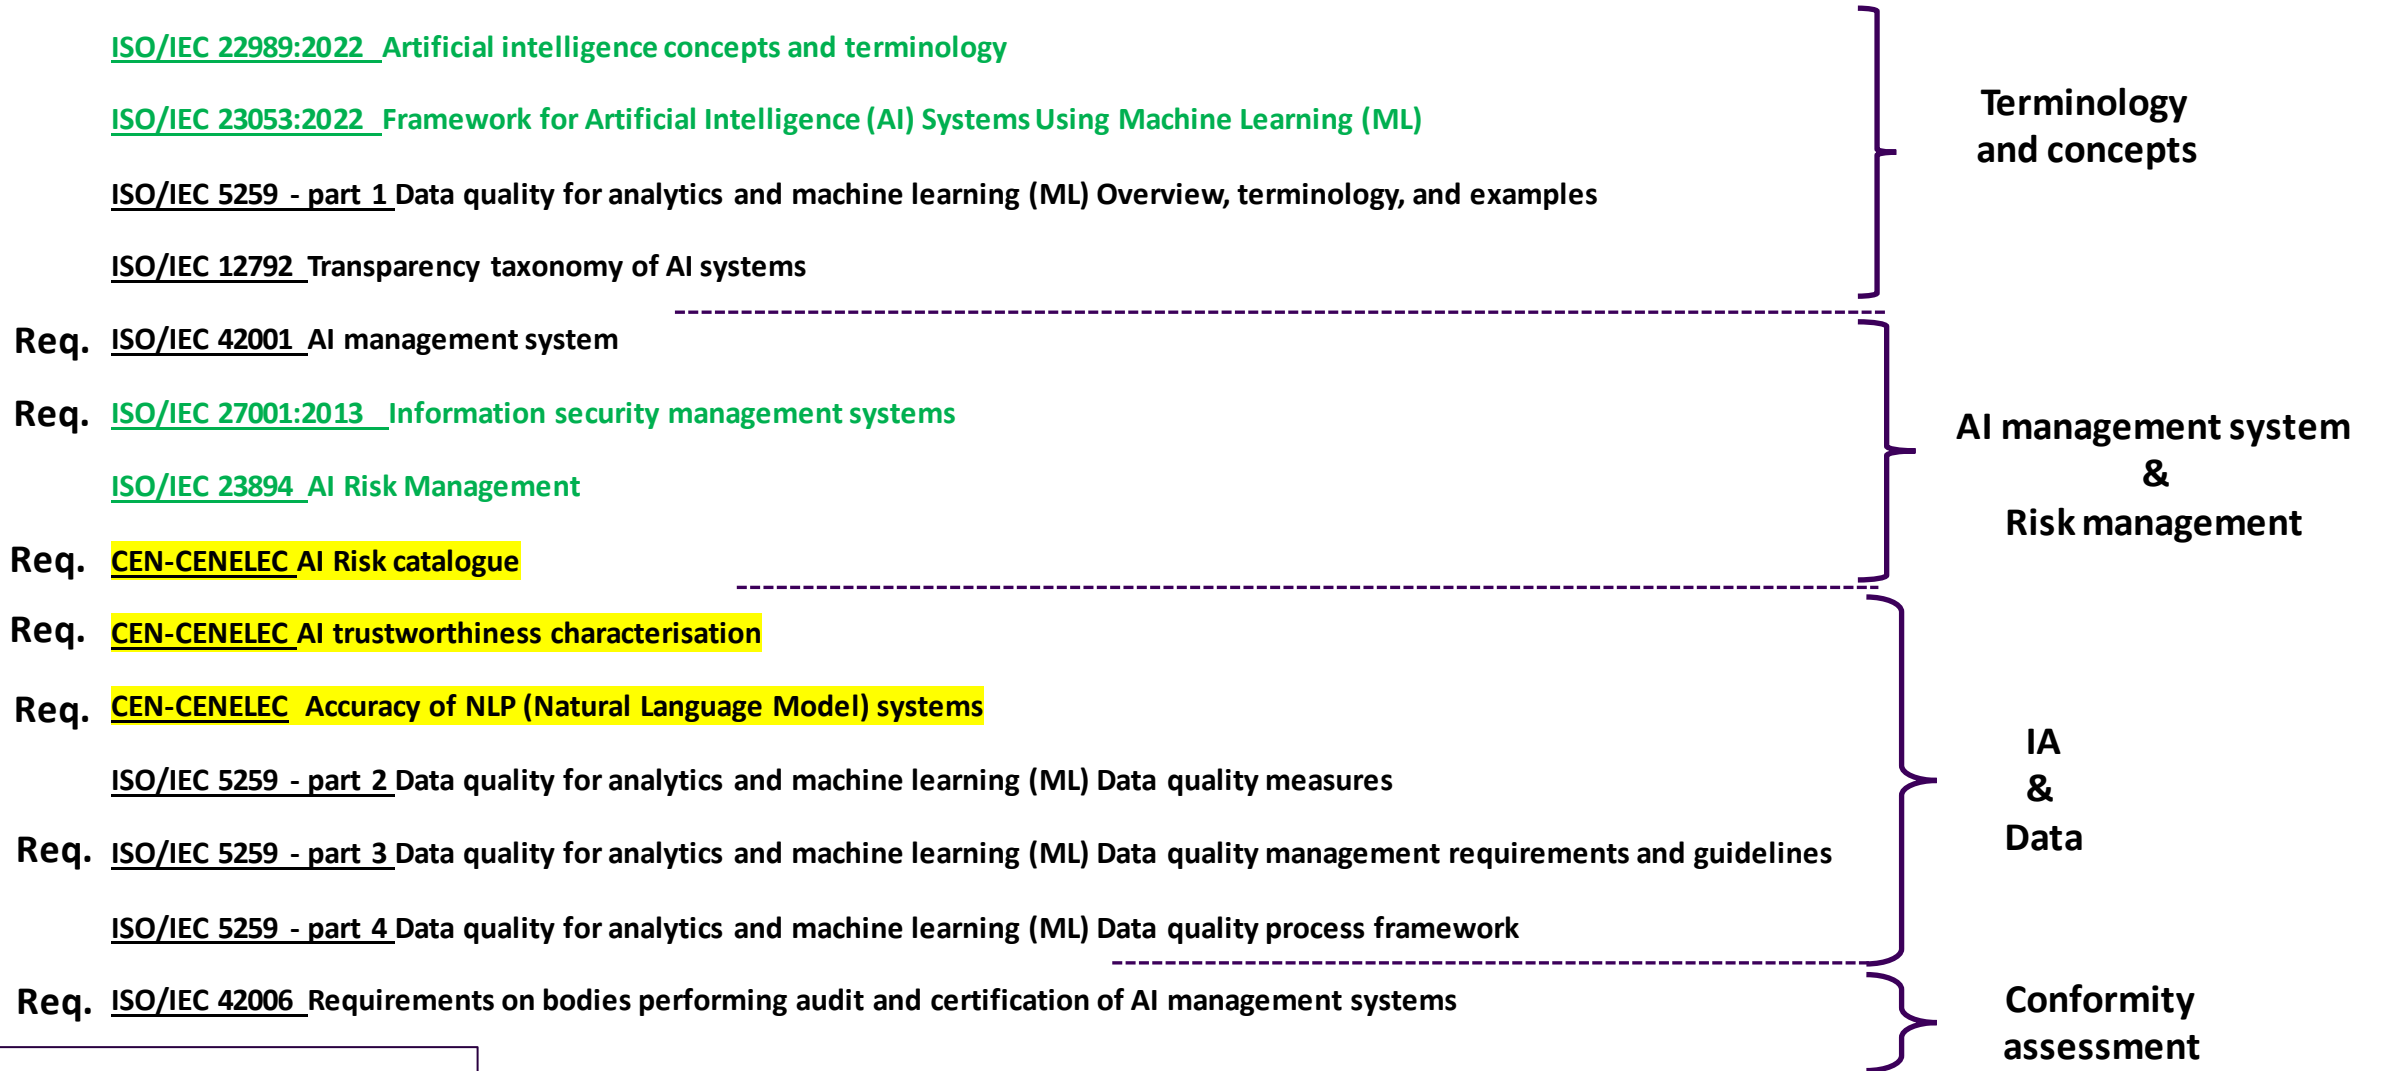 ISO/IEC 22989:2022 Artificial intelligence concepts and terminology
ISO/IEC 23053:2022 Framework for Artificial Intelligence (AI) Systems Using Machine Learning (ML)
ISO/IEC 5259 - part 1 Data quality for analytics and machine learning (ML) Overview, terminology, and examples
ISO/IEC 12792 Transparency taxonomy of AI systems
Terminology
and concepts
Req. ISO/IEC 42001 AI management system
Req. ISO/IEC 27001:2013 Information security management systems
ISO/IEC 23894 AI Risk Management
Req. CEN-CENELEC AI Risk catalogue
AI management system
&
Risk management
Req. CEN-CENELEC AI trustworthiness characterisation
Req. CEN-CENELEC Accuracy of NLP (Natural Language Model) systems
ISO/IEC 5259 - part 2 Data quality for analytics and machine learning (ML) Data quality measures
Req. ISO/IEC 5259 - part 3 Data quality for analytics and machine learning (ML) Data quality management requirements and guidelines
ISO/IEC 5259 - part 4 Data quality for analytics and machine learning (ML) Data quality process framework
IA
&
Data
Req. ISO/IEC 42006 Requirements on bodies performing audit and certification of AI management systems
Conformity
assessment